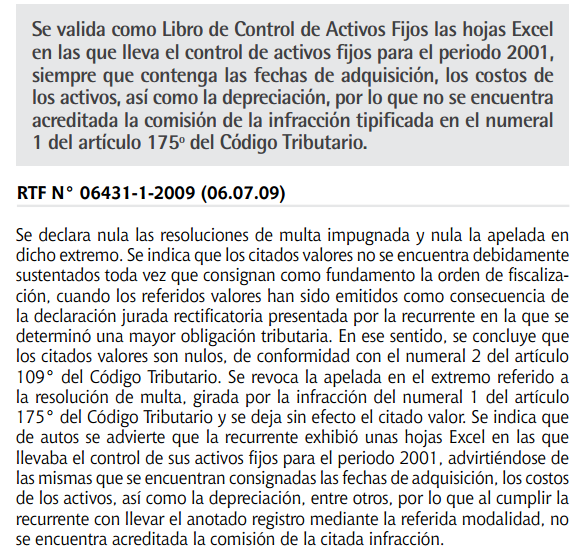 Se valida como Libro de Control de Activos Fijos las hojas Excel
en las que lleva el control de activos fijos para el periodo 2001,
siempre que contenga las fechas de adquisición, los costos de
los activos, así como la depreciación, por lo que no se encuentra
acreditada la comisión de la infracción tipificada en el numeral
1 del artículo 175º del Código Tributario.
RTF N° 06431-1-2009 (06.07.09)
Se declara nula las resoluciones de multa impugnada y nula la apelada en
dicho extremo. Se indica que los citados valores no se encuentra debidamente
sustentados toda vez que consignan como fundamento la orden de fiscaliza-
ción, cuando los referidos valores han sido emitidos como consecuencia de
la declaración jurada rectificatoria presentada por la recurrente en la que se
determinó una mayor obligación tributaria. En ese sentido, se concluye que
los citados valores son nulos, de conformidad con el numeral 2 del artículo
109° del Código Tributario. Se revoca la apelada en el extremo referido a
la resolución de multa, girada por la infracción del numeral 1 del artículo
175° del Código Tributario y se deja sin efecto el citado valor. Se indica que
de autos se advierte que la recurrente exhibió unas hojas Excel en las que
llevaba el control de sus activos fijos para el periodo 2001, advirtiéndose de
las mismas que se encuentran consignadas las fechas de adquisición, los costos
de los activos, así como la depreciación, entre otros, por lo que al cumplir la
recurrente con llevar el anotado registro mediante la referida modalidad, no
se encuentra acreditada la comisión de la citada infracción.